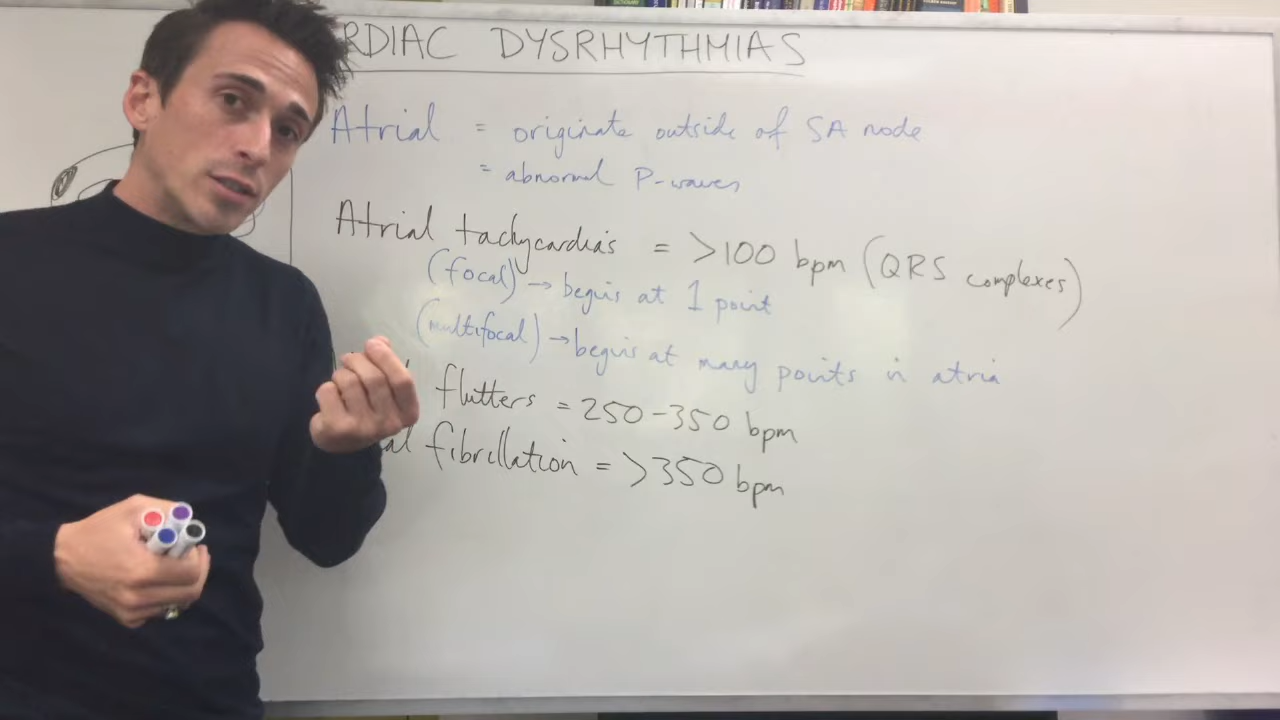 RDIAC DYSRHYTHMIAS
Atrial = originate outside of SA node
= abnormal P-waves
Atrial tachycardias = >100 bpm (QRS complexes)
(focal) → begins at 1 point
(multifocal) → begins at many points in atria
flutters = 250-350 bpm
al fibrillation = >350 bpm